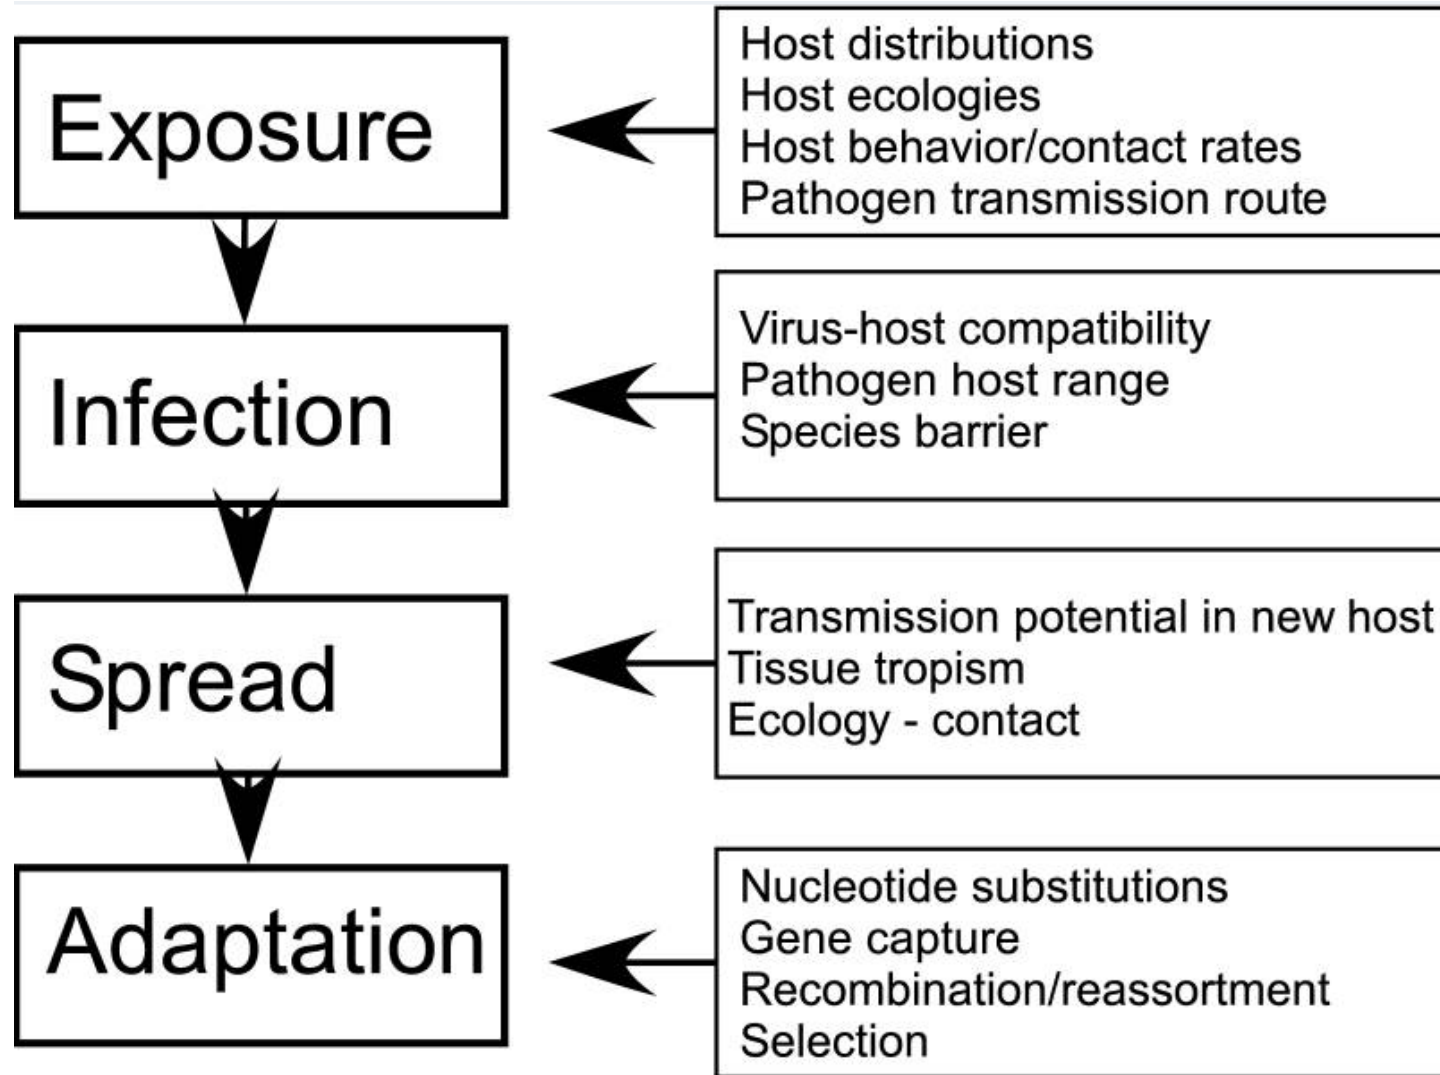 Exposure
Host distributions
Host ecologies
Host behavior/contact rates
Pathogen transmission route
Infection
Virus-host compatibility
Pathogen host range
Species barrier
Spread
Transmission potential in new host
Tissue tropism
Ecology - contact
Adaptation
Nucleotide substitutions
Gene capture
Recombination/reassortment
Selection